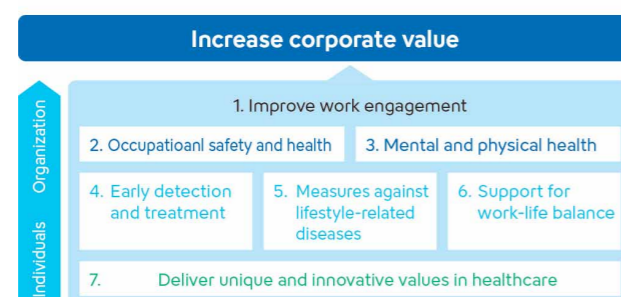 Increase corporate value
Organization
Individuals
1. Improve work engagement
2. Occupatioanl safety and health
3. Mental and physical health
4. Early detection
and treatment
5. Measures against
lifestyle-related
diseases
6. Support for
work-life balance
7. Deliver unique and innovative values in healthcare